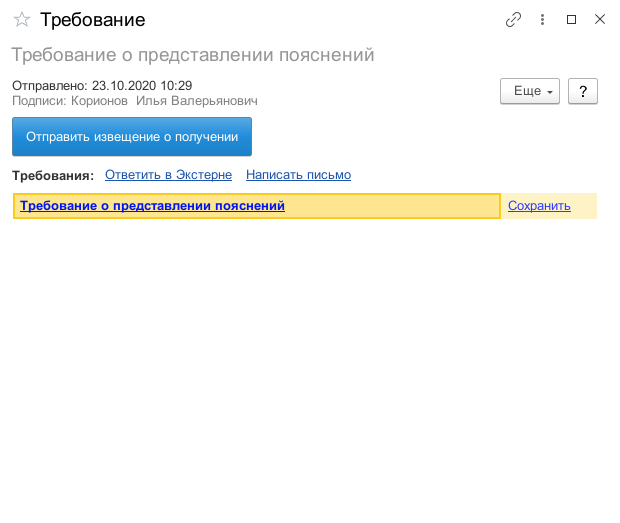 Требование
Требование о представлении пояснений
Отправлено: 23.10.2020 10:29
Подписи: Корионов Илья Валерьянович
Еще
?
Отправить извещение о получении
Требования: Ответить в Экстерне Написать письмо
Требование о представлении пояснений Сохранить